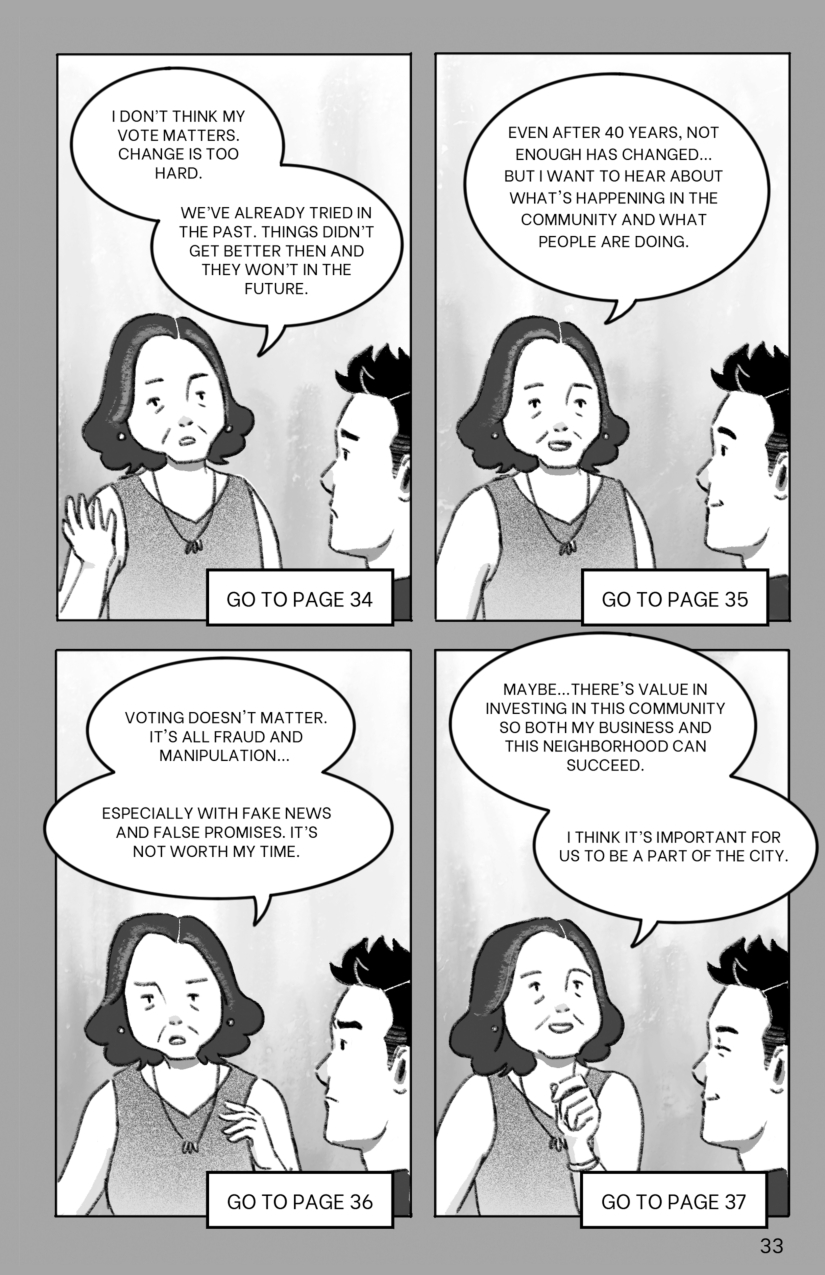 I DON'T THINK MY
VOTE MATTERS.
CHANGE IS TOO
HARD.
WE'VE ALREADY TRIED IN
THE PAST. THINGS DIDN'T
GET BETTER THEN AND
THEY WON'T IN THE
FUTURE.
GO TO PAGE 34
EVEN AFTER 40 YEARS, NOT
ENOUGH HAS CHANGED...
BUT I WANT TO HEAR ABOUT
WHAT'S HAPPENING IN THE
COMMUNITY AND WHAT
PEOPLE ARE DOING.
GO TO PAGE 35
VOTING DOESN'T MATTER.
IT'S ALL FRAUD AND
MANIPULATION...
ESPECIALLY WITH FAKE NEWS
AND FALSE PROMISES. IT'S
NOT WORTH MY TIME.
GO TO PAGE 36
MAYBE...THERE'S VALUE IN
INVESTING IN THIS COMMUNITY
SO BOTH MY BUSINESS AND
THIS NEIGHBORHOOD CAN
SUCCEED.
I THINK IT'S IMPORTANT FOR
US TO BE A PART OF THE CITY.
GO TO PAGE 37
33